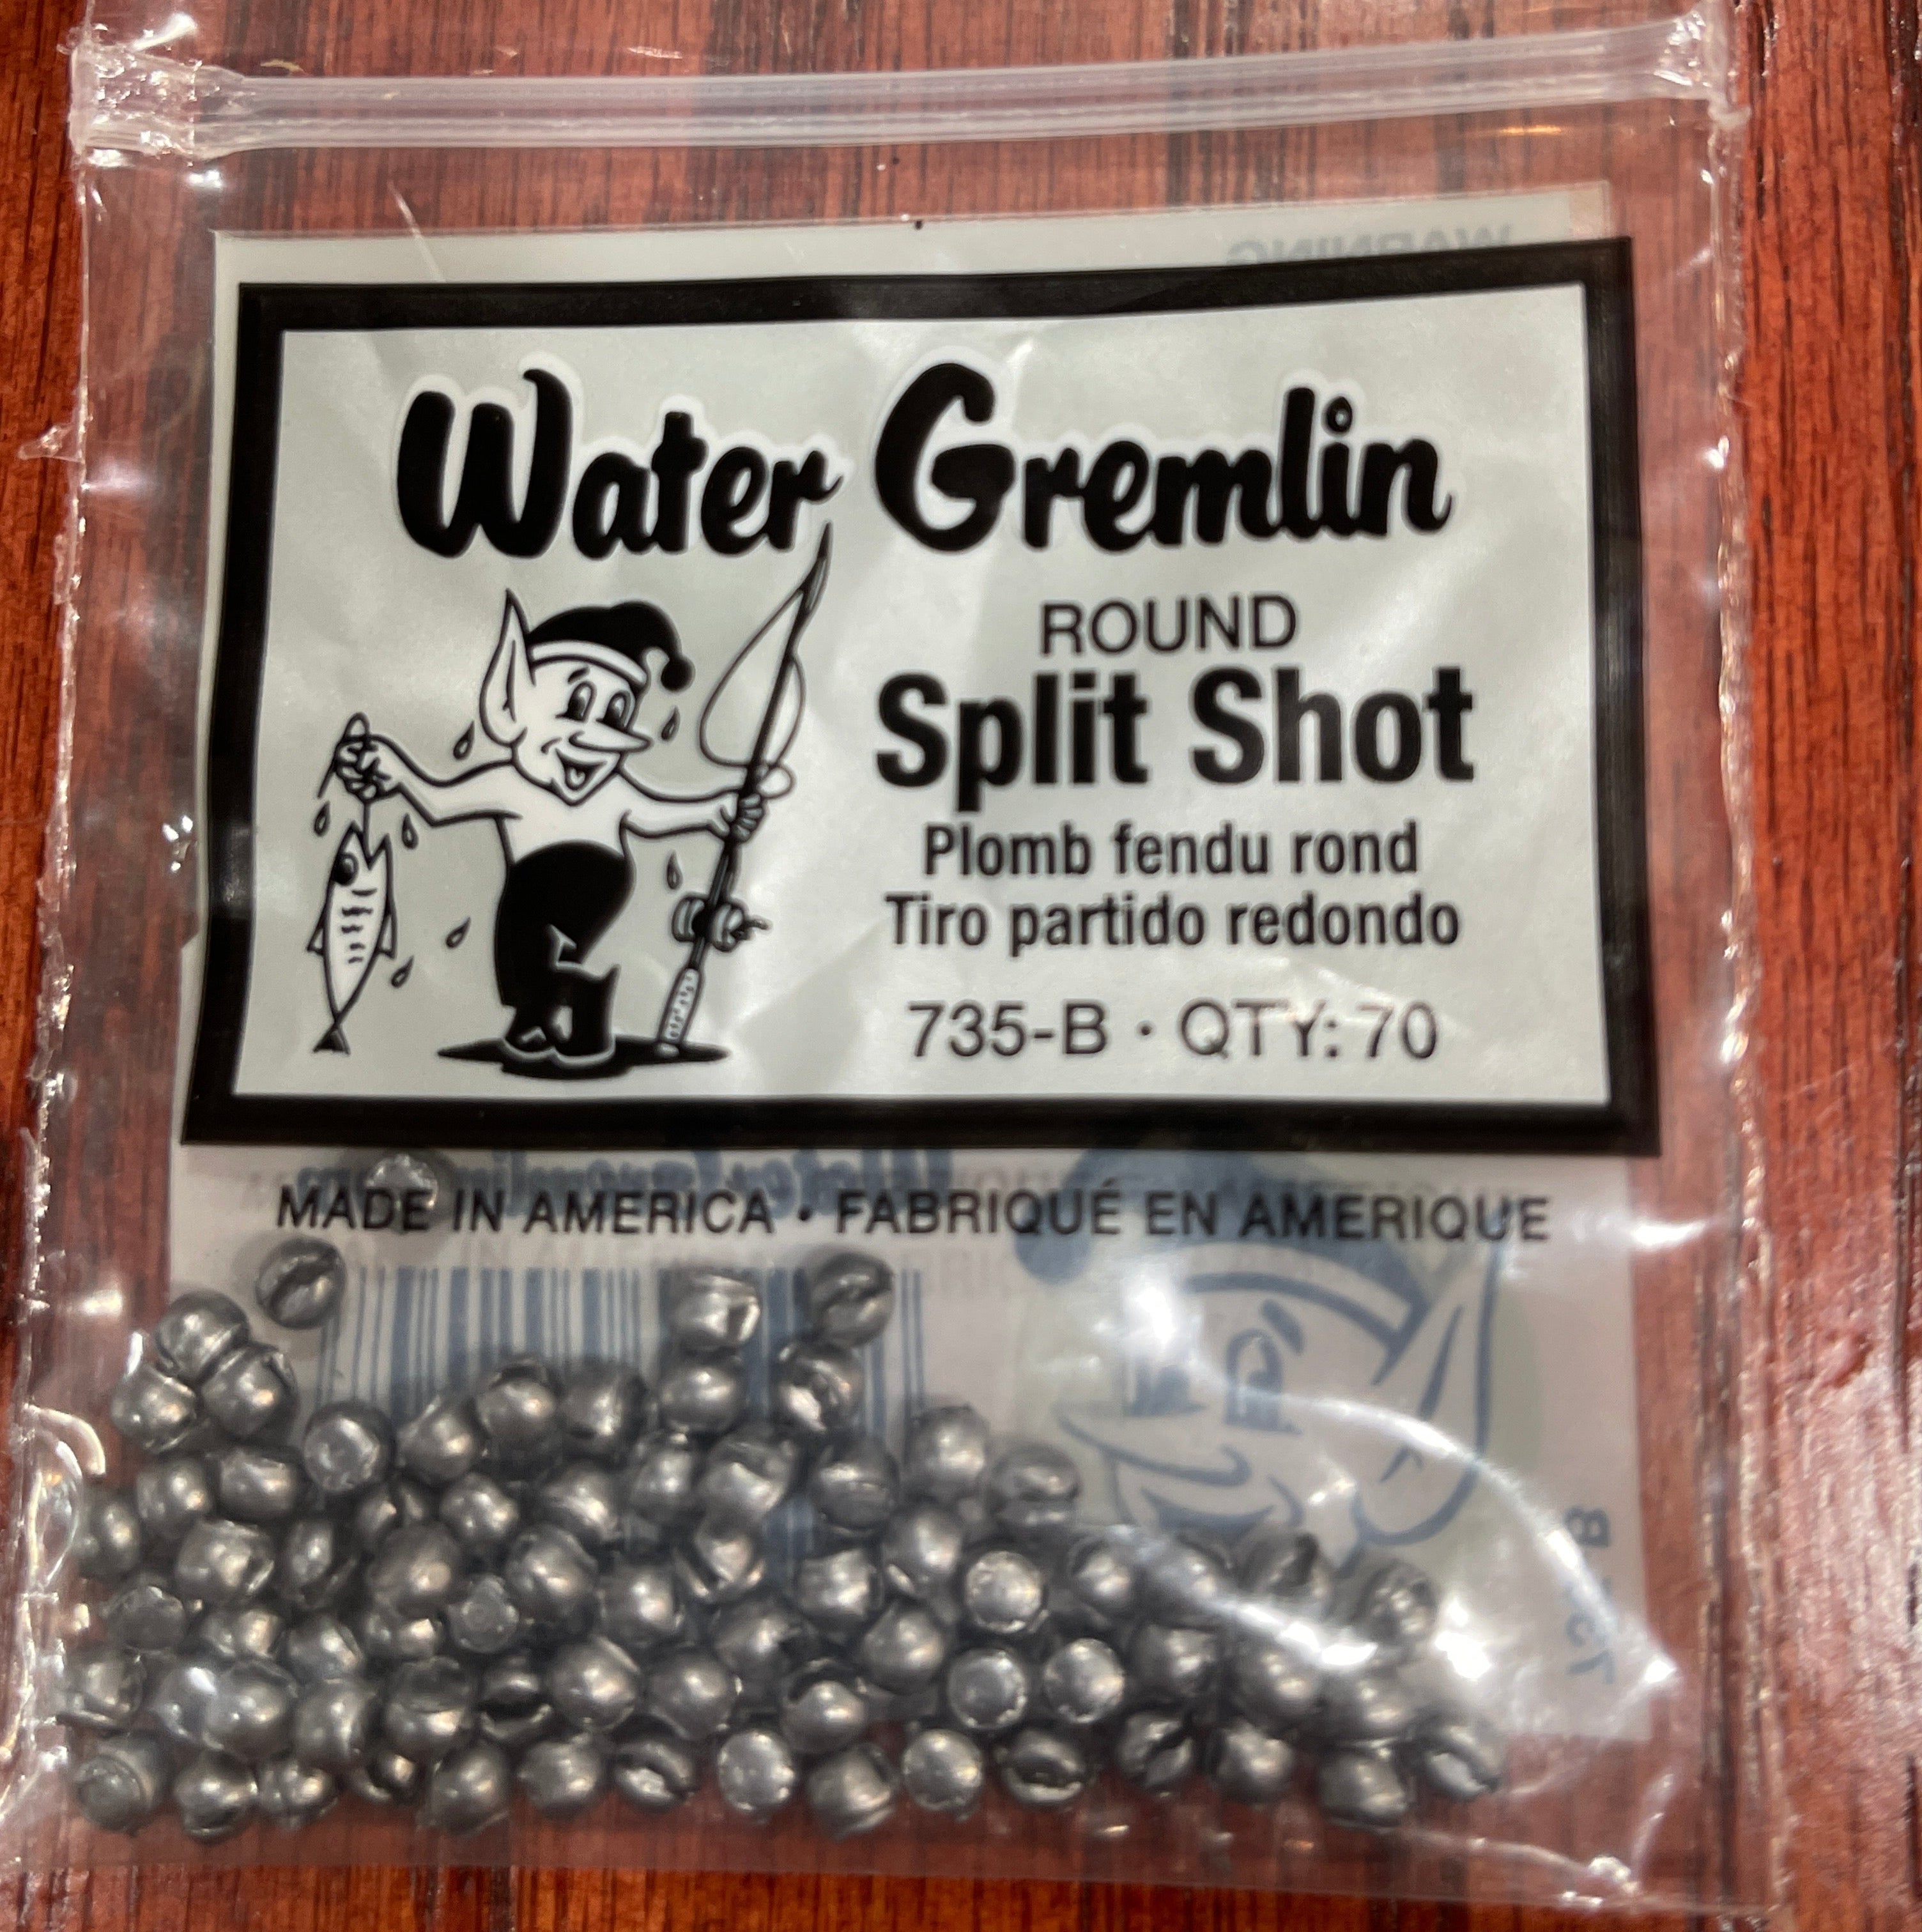 WARNING
Water Gremlin
ROUND
Split Shot
Plomb fendu rond
Tiro partido redondo
735-B · QTY: 70
MADE IN AMERICA · FABRIQUÉ EN AMERIQUE